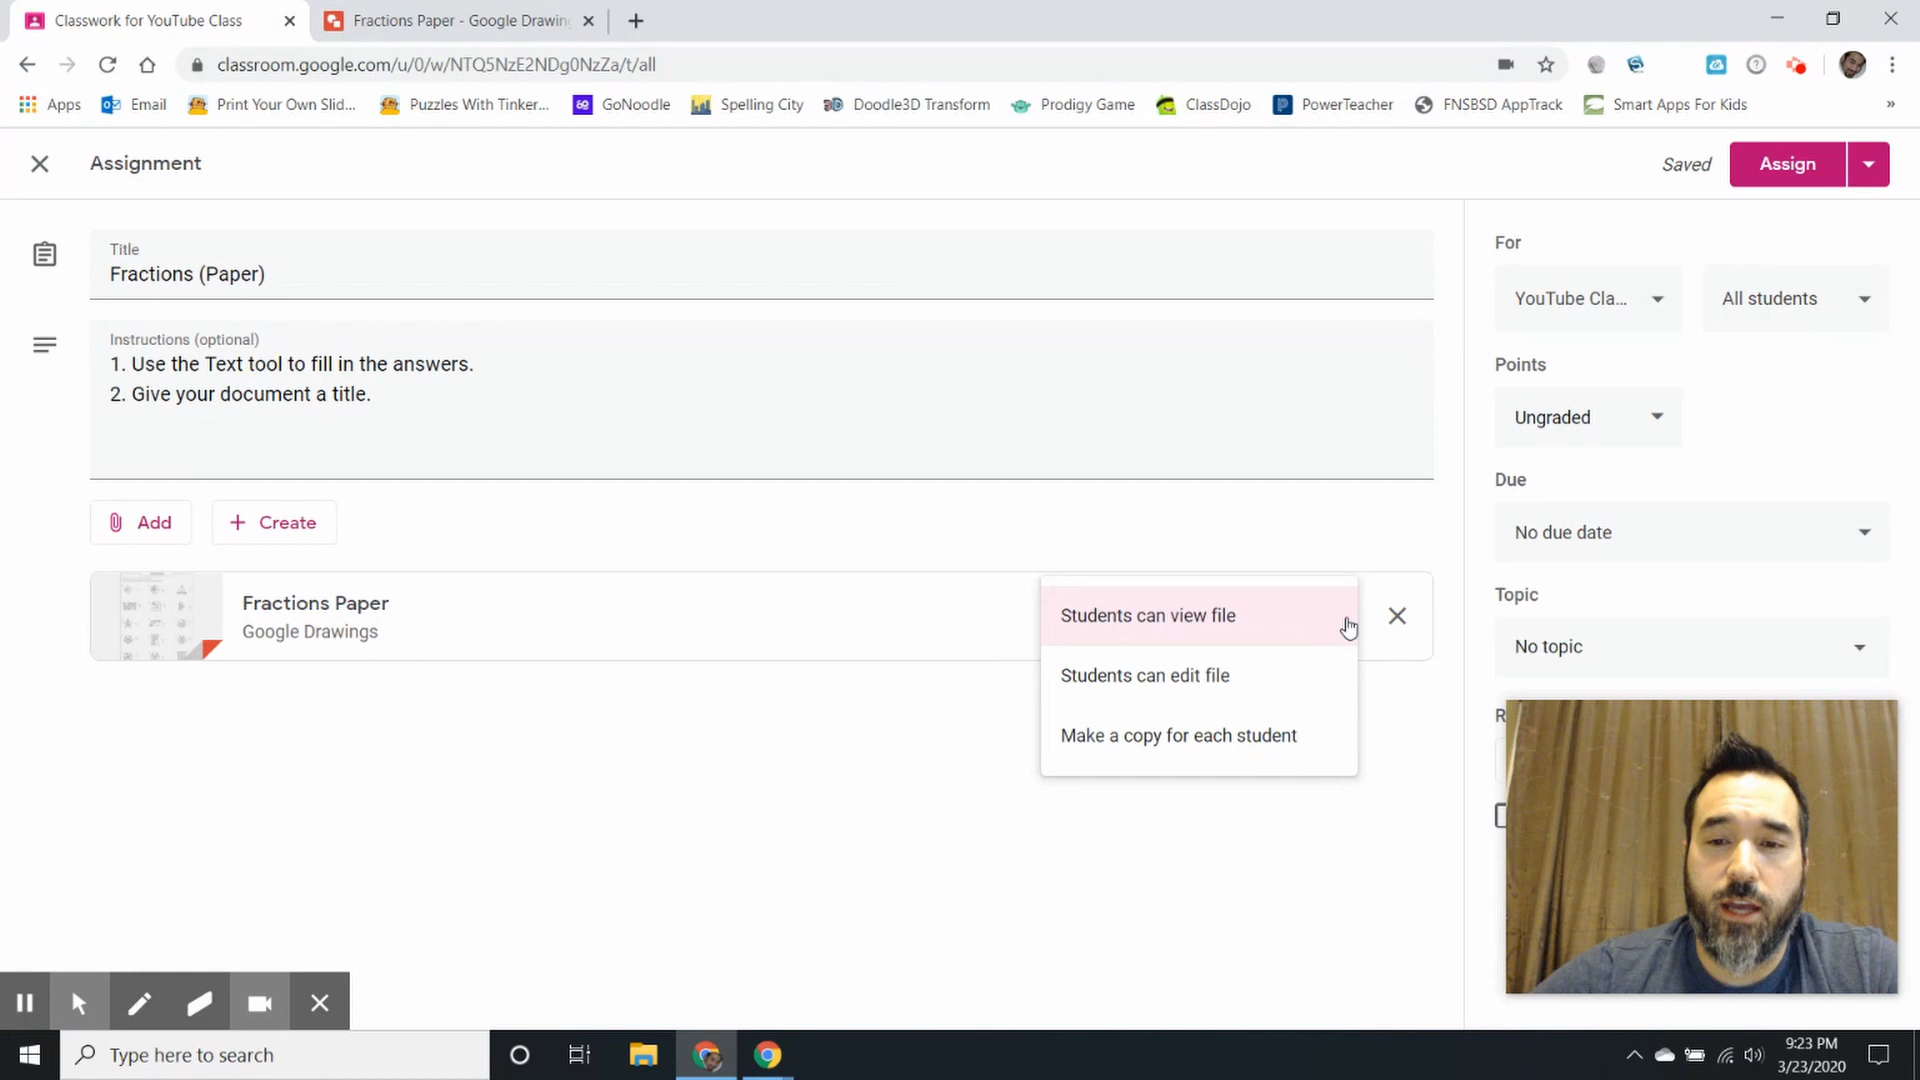 Classwork for YouTube Class
Fractions Paper - Google Drawin
classroom.google.com/u/0/w/NTQ5NzE2NDg0NzZa/t/all
Apps Email Print Your Own Slid... Puzzles With Tinker... GoNoodle Spelling City Doodle3D Transform Prodigy Game ClassDojo PowerTeacher FNSBSD AppTrack Smart Apps For Kids »
Assignment
Saved
Assign
Title
Fractions (Paper)
Instructions (optional)
1. Use the Text tool to fill in the answers.
2. Give your document a title.
Add
Create
Fractions Paper
Google Drawings
Students can view file
Students can edit file
Make a copy for each student
For
YouTube Cla...
All students
Points
Ungraded
Due
No due date
Topic
No topic
R
Type here to search
9:23 PM
3/23/2020